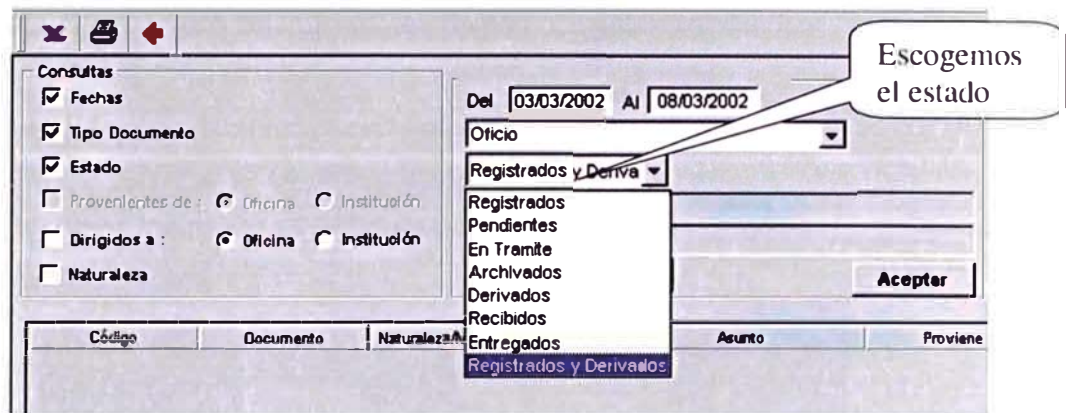 Escogemos
el estado
Consultas
Fechas
Del 03/03/2002 Al 08/03/2002
Tipo Documento
Oficio
Estado
Registrados y Deriva
Provenientes de : Oficina Institución
Dirigidos a : Oficina Institución
Naturaleza
Registrados
Pendientes
En Tramite
Archivados
Derivados
Recibidos
Entregados
Registrados y Derivados
Aceptar
Código Documento Naturaleza Asunto Proviene